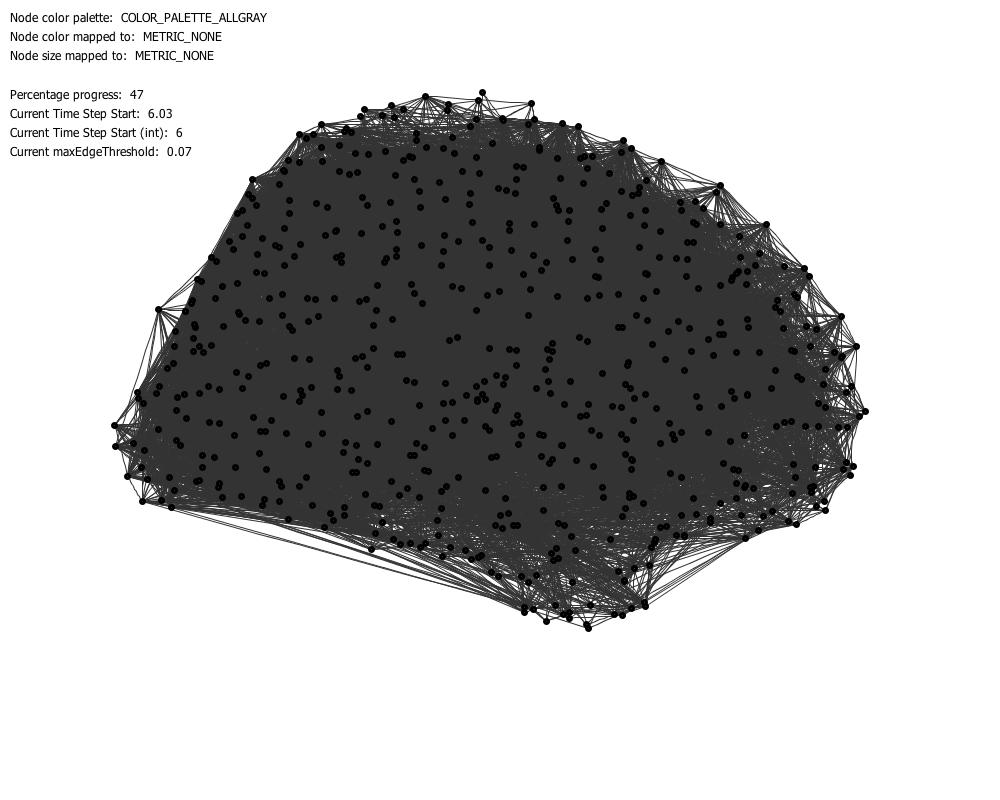 Node color palette:  COLOR_PALETTE_ALLGRAY
Node color mapped to:  METRIC_NONE
Node size mapped to:  METRIC_NONE
Percentage progress:  47
Current Time Step Start:  6.03
Current Time Step Start (int):  6
Current maxEdgeThreshold:  0.07